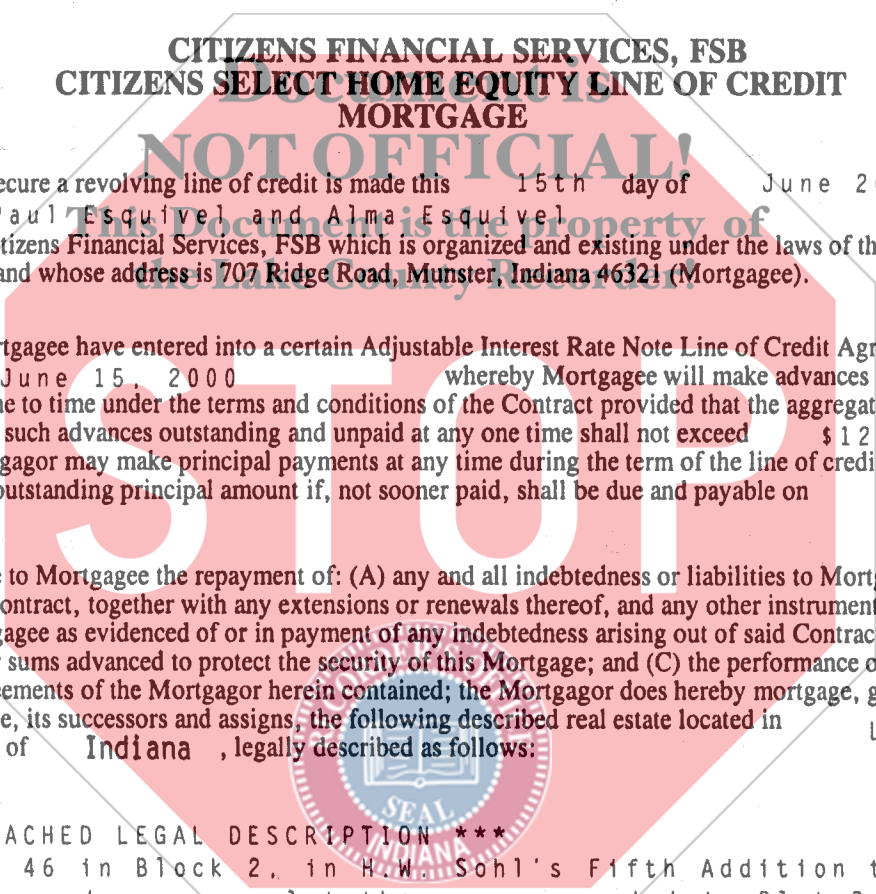 CITIZENS FINANCIAL SERVICES, FSB
CITIZENS SELECT HOME EQUITY LINE OF CREDIT
Document is
MORTGAGE
NOT OFFICIAL!
ecure a revolving line of credit is made this 15th day of June 2
aul Esquivel and Alma Esquivel
This Document is the property of
tizens Financial Services, FSB which is organized and existing under the laws of th
and whose address is 707 Ridge Road, Munster, Indiana 46321 (Mortgagee).
the Lake County Recorder!
rtgagee have entered into a certain Adjustable Interest Rate Note Line of Credit Agr
June 15, 2000 whereby Mortgagee will make advances
ne to time under the terms and conditions of the Contract provided that the aggregat
such advances outstanding and unpaid at any one time shall not exceed $12
gagor may make principal payments at any time during the term of the line of credi
outstanding principal amount if, not sooner paid, shall be due and payable on
STOP
e to Mortgagee the repayment of: (A) any and all indebtedness or liabilities to Mort
ontract, together with any extensions or renewals thereof, and any other instrument
gagee as evidenced of or in payment of any indebtedness arising out of said Contrac
r sums advanced to protect the security of this Mortgage; and (C) the performance o
eements of the Mortgagor herein contained; the Mortgagor does hereby mortgage, g
e, its successors and assigns, the following described real estate located in L
of Indiana , legally described as follows:
RECORDER'S OFFICE
SEAL
INDIANA
ACHED LEGAL DESCRIPTION ***
46 in Block 2, in H.W. Sohl's Fifth Addition t